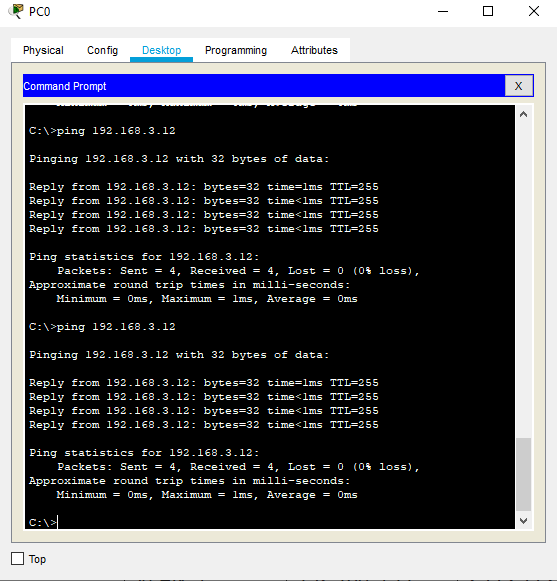 PC0
Physical Config Desktop Programming Attributes
Command Prompt X
C:\>ping 192.168.3.12
Pinging 192.168.3.12 with 32 bytes of data:
Reply from 192.168.3.12: bytes=32 time=1ms TTL=255
Reply from 192.168.3.12: bytes=32 time<1ms TTL=255
Reply from 192.168.3.12: bytes=32 time<1ms TTL=255
Reply from 192.168.3.12: bytes=32 time<1ms TTL=255
Ping statistics for 192.168.3.12:
Packets: Sent = 4, Received = 4, Lost = 0 (0% loss),
Approximate round trip times in milli-seconds:
Minimum = 0ms, Maximum = 1ms, Average = 0ms
C:\>ping 192.168.3.12
Pinging 192.168.3.12 with 32 bytes of data:
Reply from 192.168.3.12: bytes=32 time=1ms TTL=255
Reply from 192.168.3.12: bytes=32 time<1ms TTL=255
Reply from 192.168.3.12: bytes=32 time<1ms TTL=255
Reply from 192.168.3.12: bytes=32 time<1ms TTL=255
Ping statistics for 192.168.3.12:
Packets: Sent = 4, Received = 4, Lost = 0 (0% loss),
Approximate round trip times in milli-seconds:
Minimum = 0ms, Maximum = 1ms, Average = 0ms
C:\>
Top